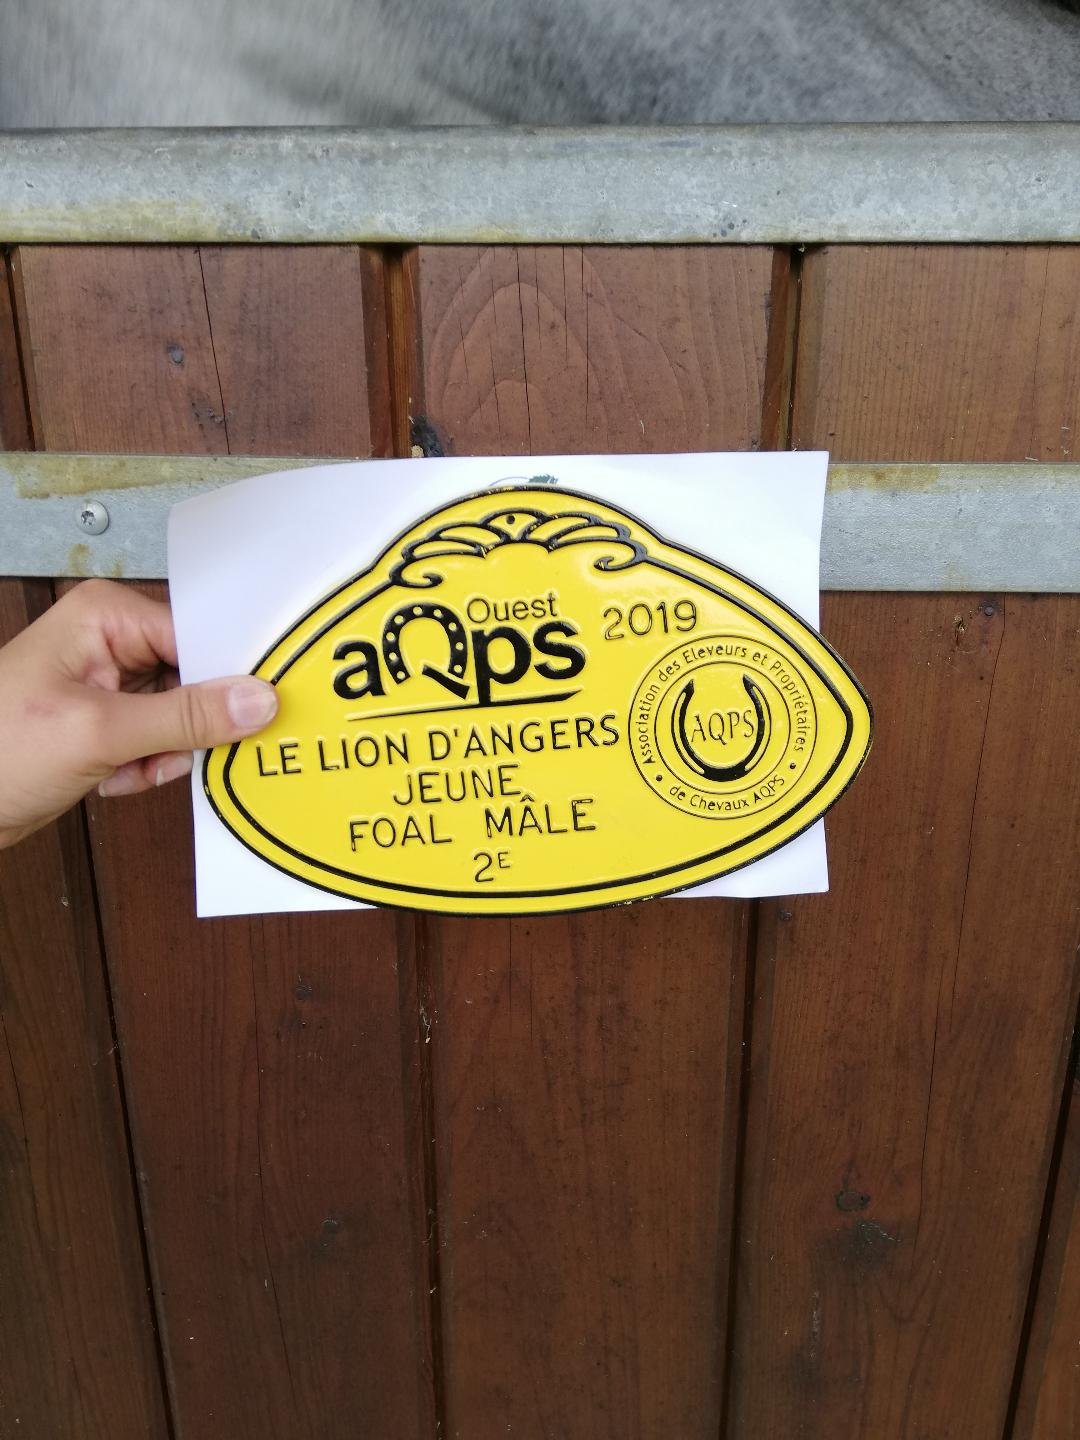 Ouest
aQps
2019
LE LION D'ANGERS
JEUNE
FOAL MÂLE
2E
Association des Eleveurs et Propriétaires
de Chevaux AQPS
AQPS